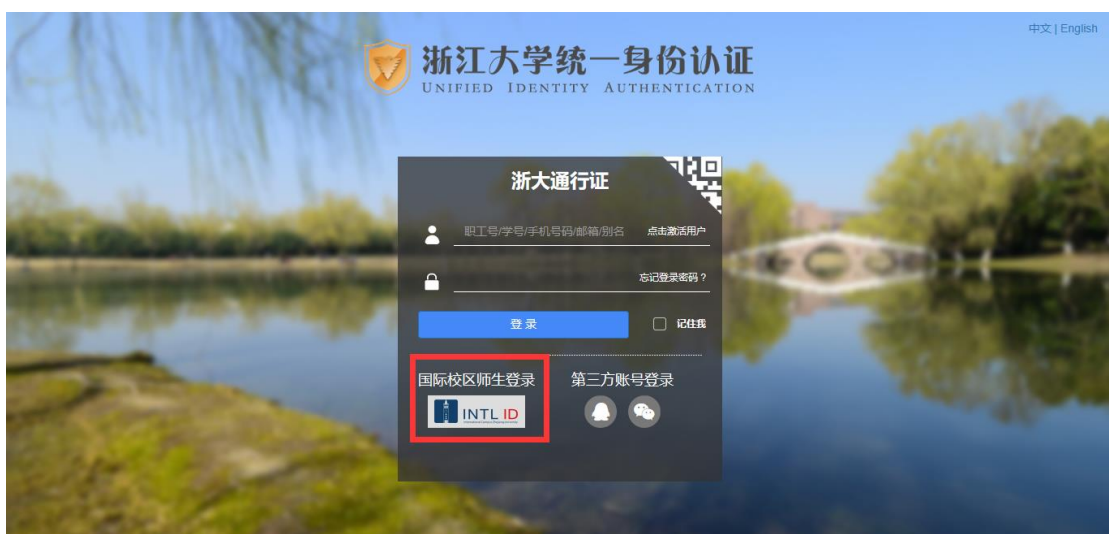 中文 | English
浙江大学统一身份认证
UNIFIED IDENTITY AUTHENTICATION
浙大通行证
职工号/学号/手机号码/邮箱/别名 点击激活用户
忘记登录密码？
登 录 记住我
国际校区师生登录 第三方账号登录
INTL ID